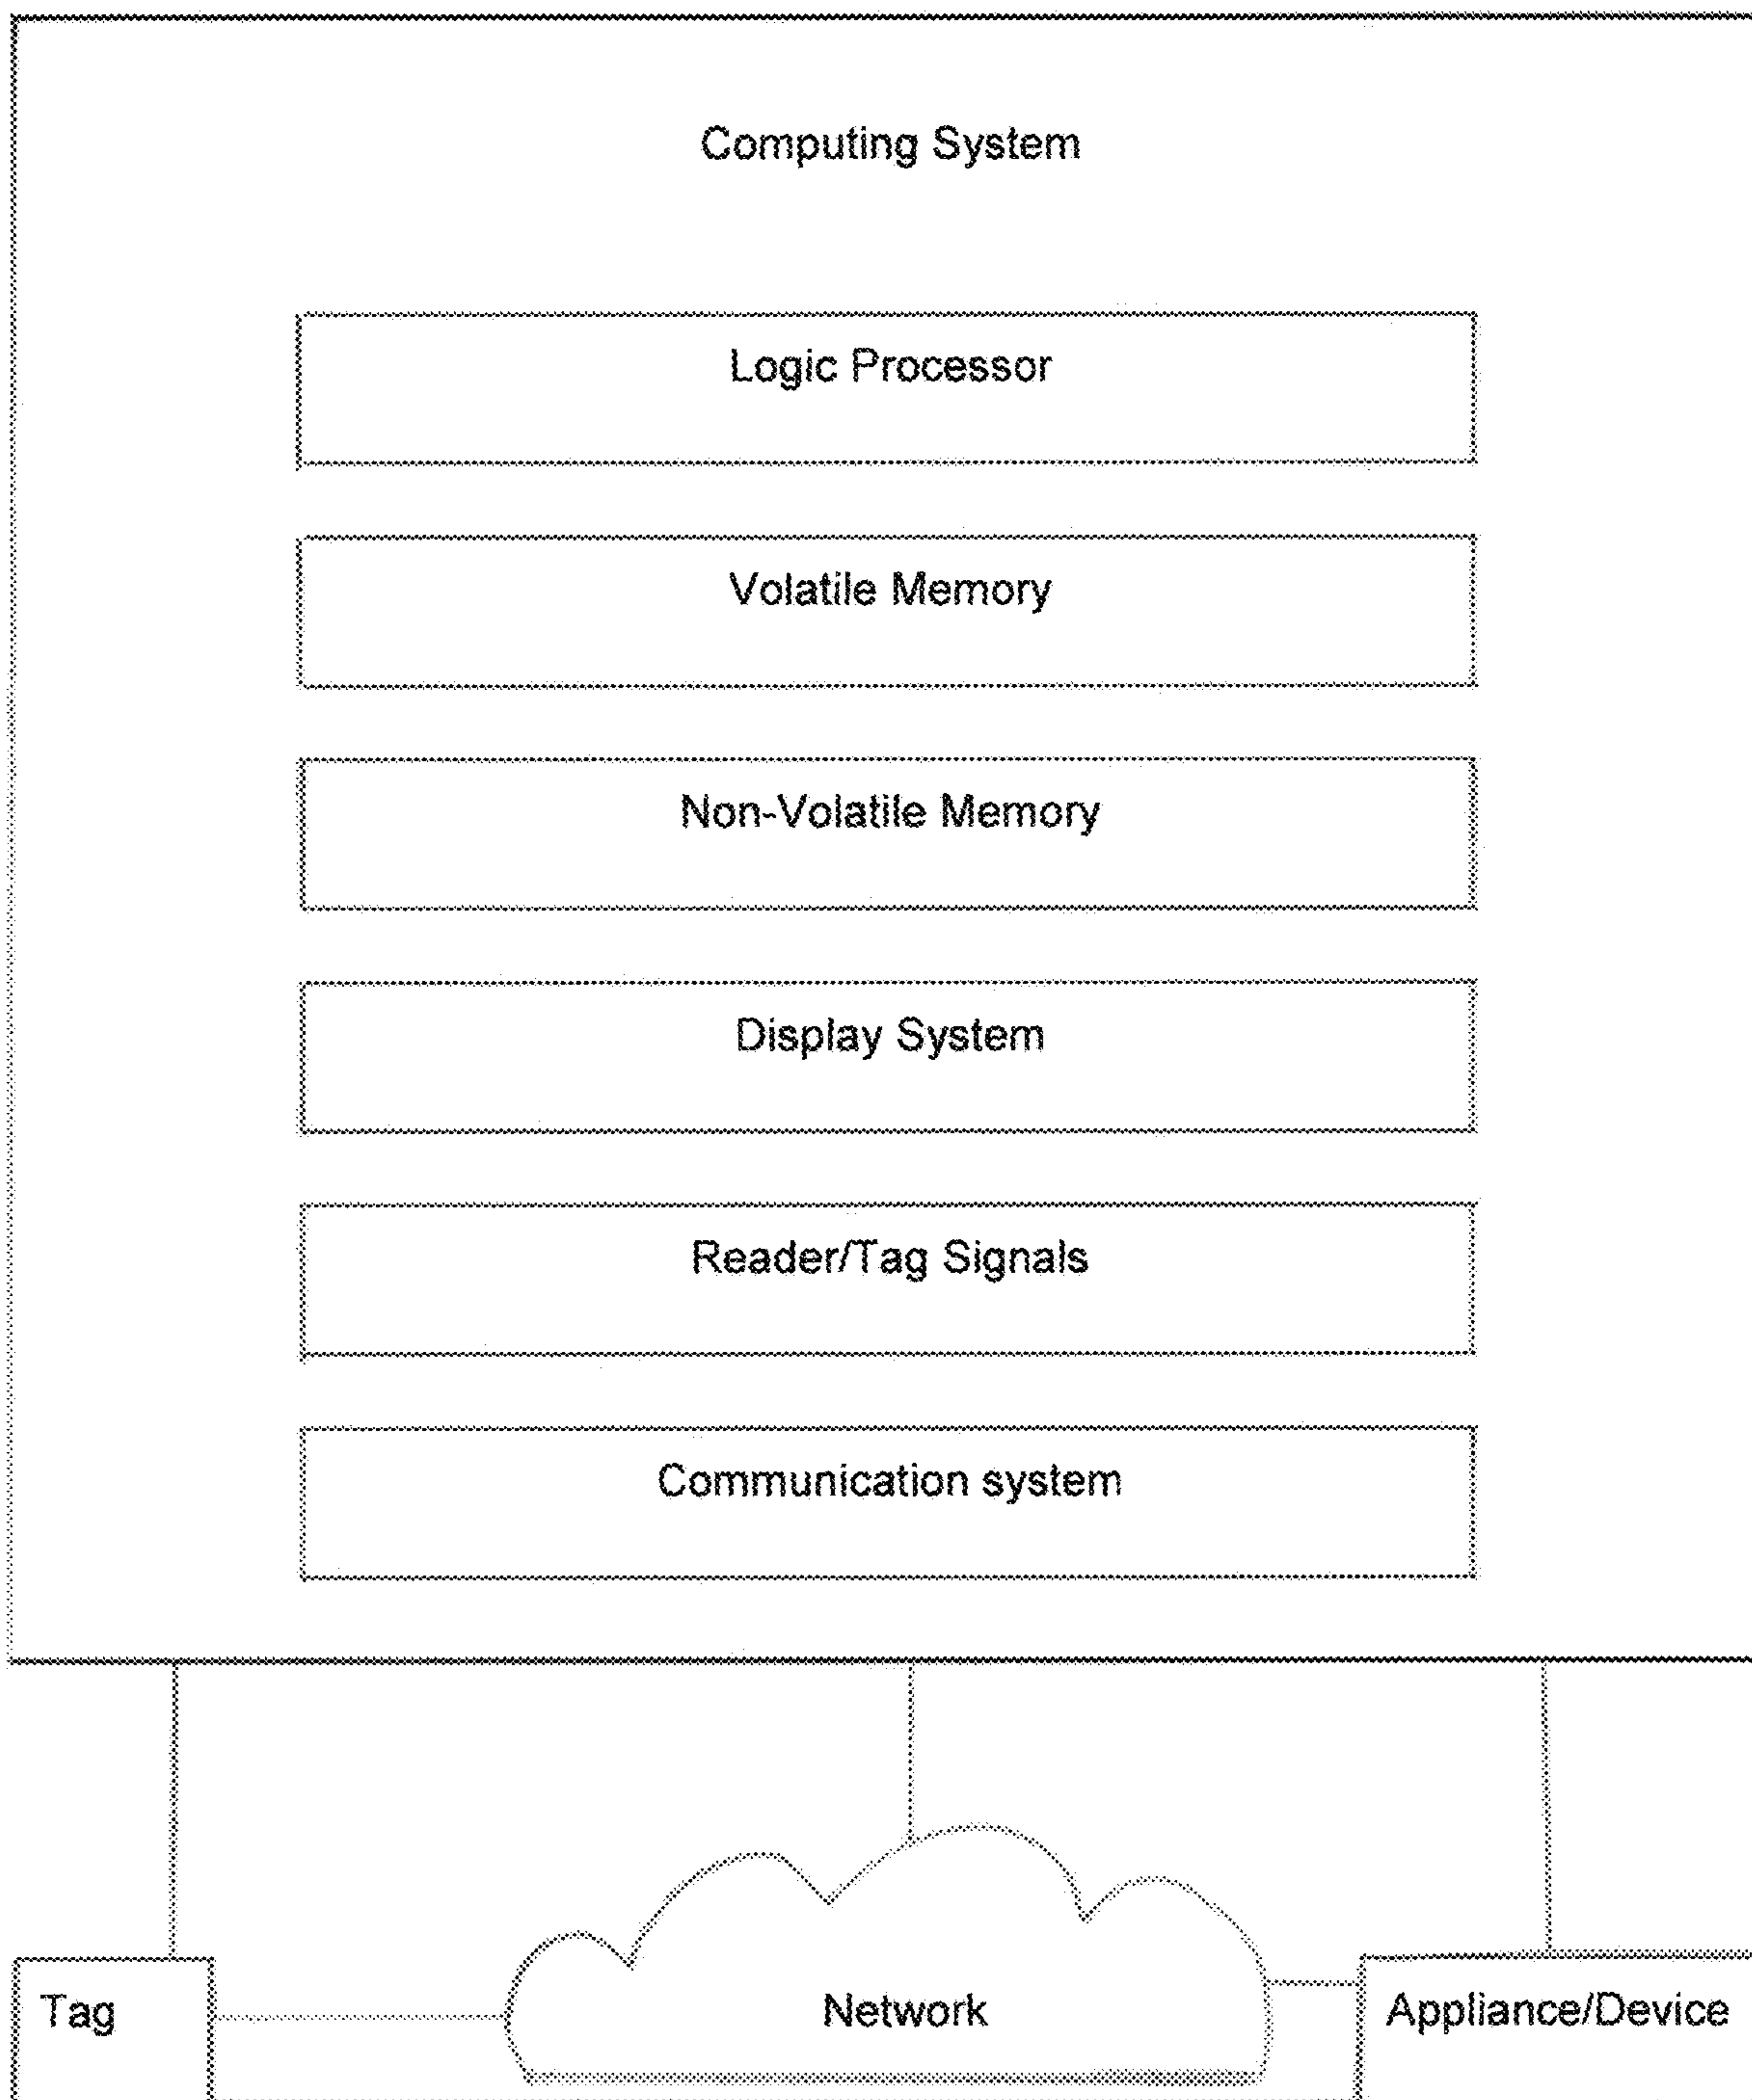 Computing System
Logic Processor
Volatile Memory
Non-Volatile Memory
Display System
Reader/Tag Signals
Communication system
Tag
Network
Appliance/Device